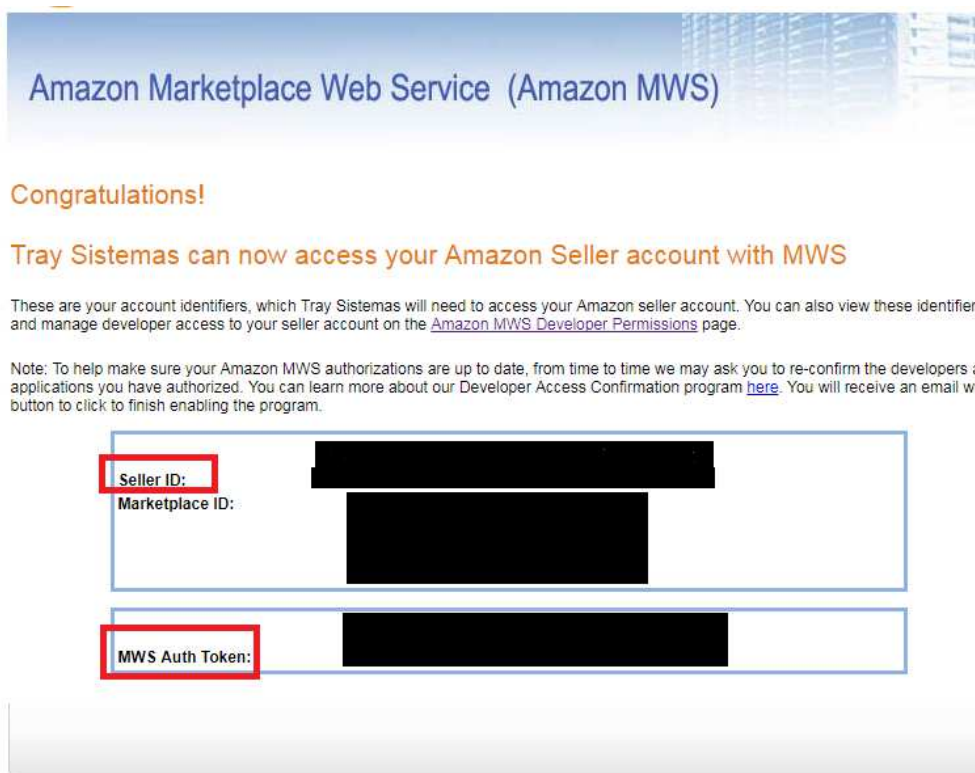 Amazon Marketplace Web Service (Amazon MWS)
Congratulations!
Tray Sistemas can now access your Amazon Seller account with MWS
These are your account identifiers, which Tray Sistemas will need to access your Amazon seller account. You can also view these
and manage developer access to your seller account on the Amazon MWS Developer Permissions page.
Note: To help make sure your Amazon MWS authorizations are up to date, from time to time we may ask you to re-confirm the developers
applications you have authorized. You can learn more about our Developer Access Confirmation program here. You will receive an email
button to click to finish enabling the program.
Seller ID:
Marketplace ID:
MWS Auth Token: